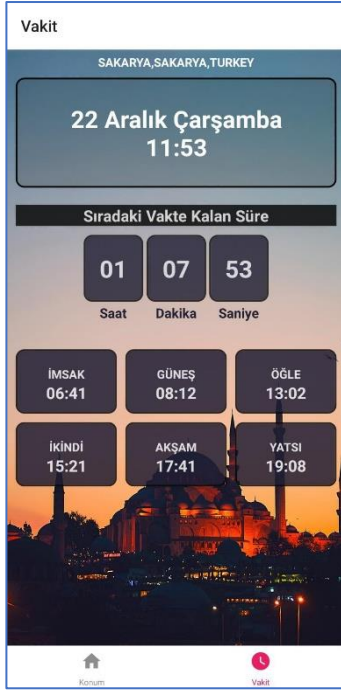 Vakit
SAKARYA,SAKARYA,TURKEY
22 Aralık Çarşamba
11:53
Sıradaki Vakte Kalan Süre
01 07 53
Saat Dakika Saniye
İMSAK GÜNEŞ ÖĞLE
06:41 08:12 13:02
İKİNDİ AKŞAM YATSI
15:21 17:41 19:08
Konum Vakit